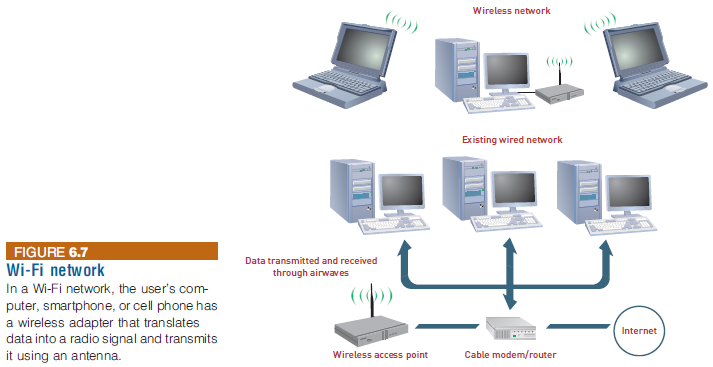 Wireless network
Existing wired network
Data transmitted and received
through airwaves
FIGURE 6.7
Wi-Fi network
In a Wi-Fi network, the user's com-
puter, smartphone, or cell phone has
a wireless adapter that translates
data into a radio signal and transmits
it using an antenna.
Internet
Wireless access point
Cable modem/router